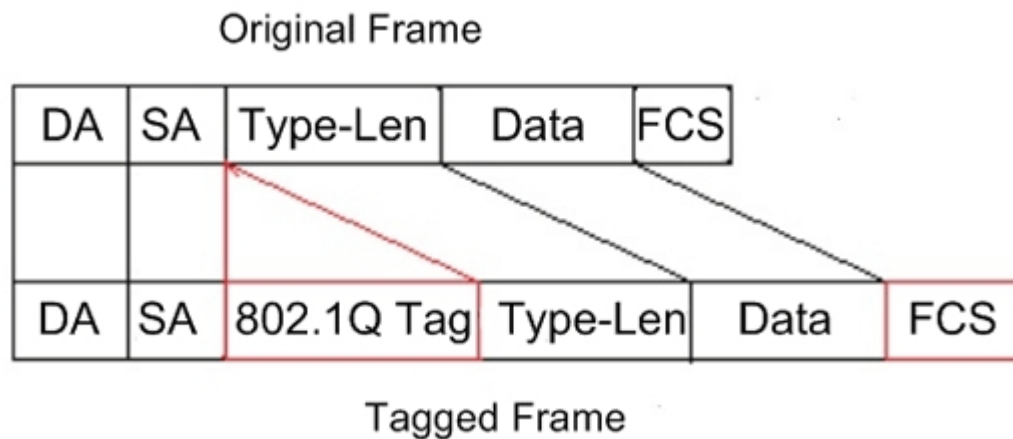 Original Frame
DA SA Type-Len Data FCS
DA SA 802.1Q Tag Type-Len Data FCS
Tagged Frame